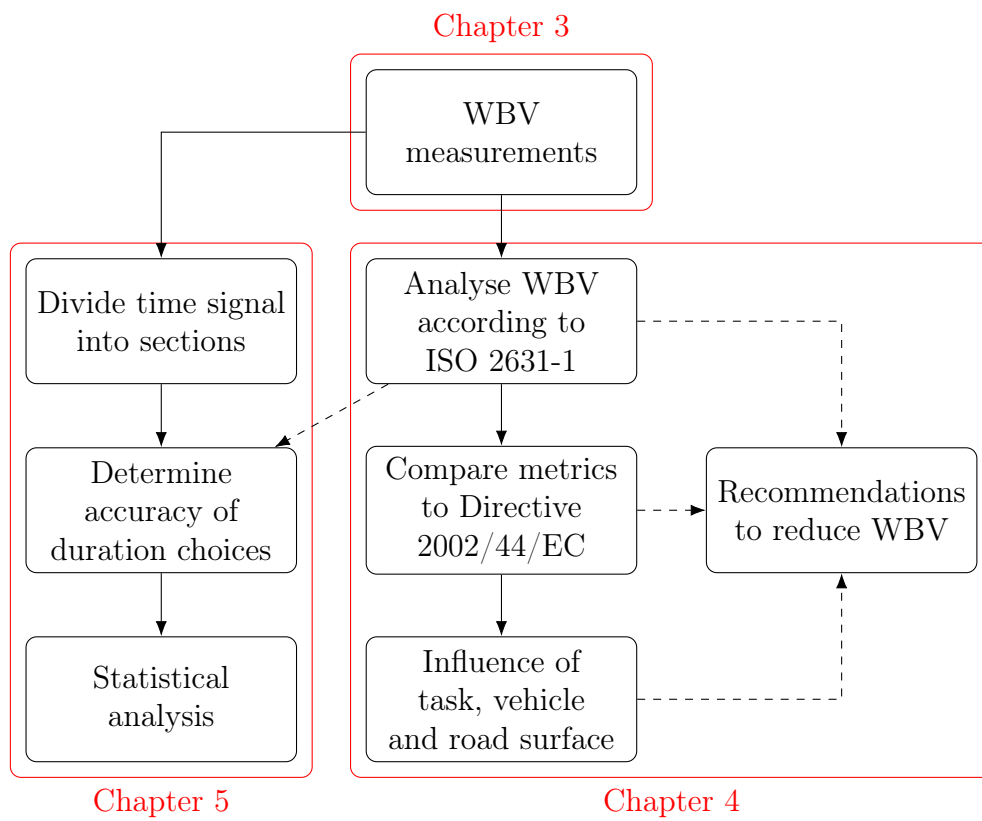 Chapter 3
WBV
measurements
Divide time signal
into sections
Determine
accuracy of
duration choices
Statistical
analysis
Chapter 5
Analyse WBV
according to
ISO 2631-1
Compare metrics
to Directive
2002/44/EC
Influence of
task, vehicle
and road surface
Recommendations
to reduce WBV
Chapter 4